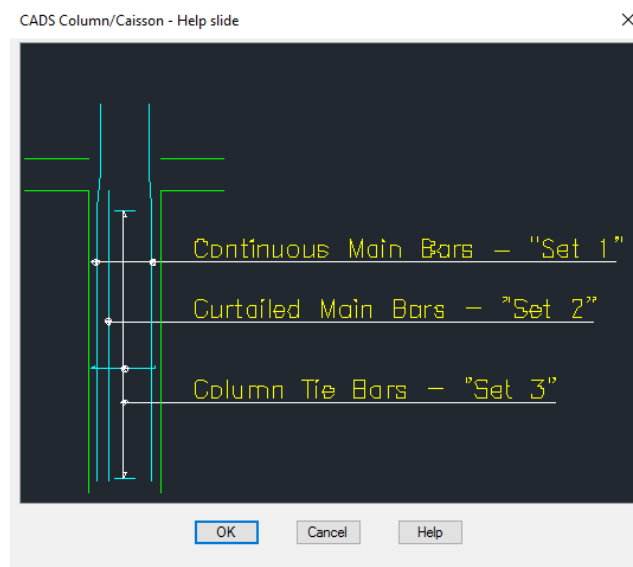 CADS Column/Caisson - Help slide
Continuous Main Bars - "Set 1"
Curtailed Main Bars - "Set 2"
Column Tie Bars - "Set 3"
OK Cancel Help